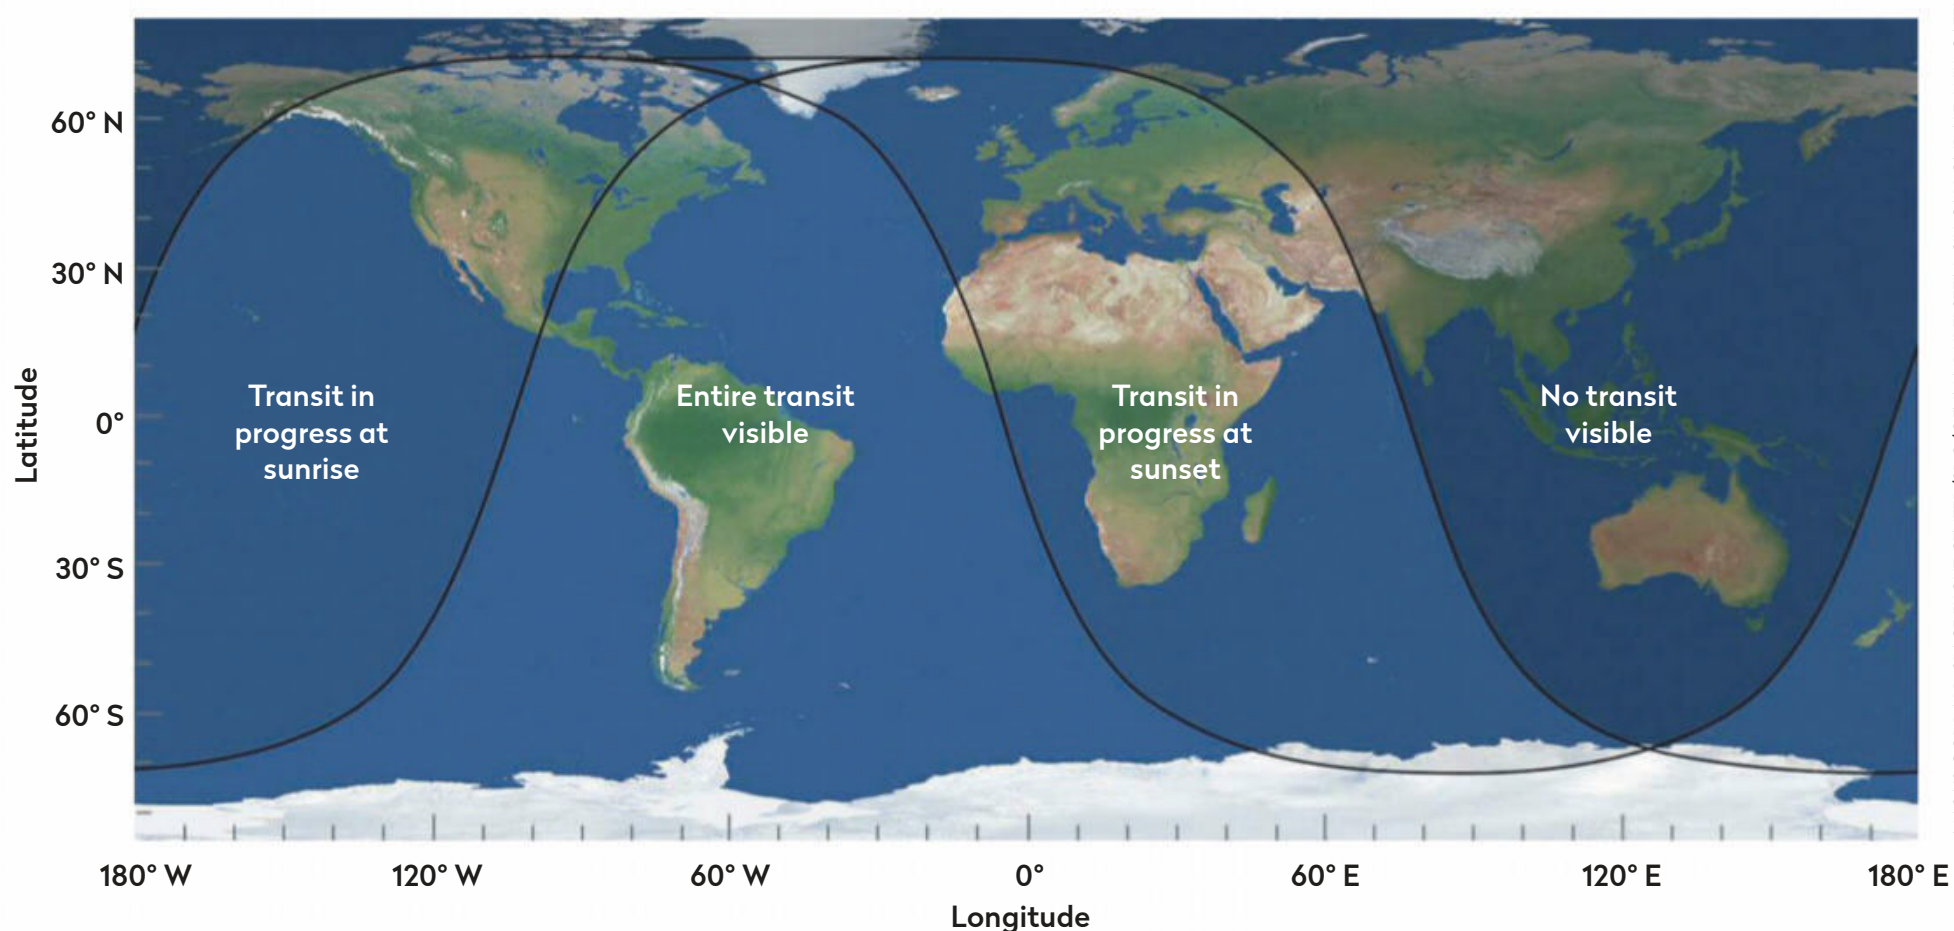 60° N
30° N
0°
30° S
60° S
Latitude
Transit in
progress at
sunrise
Entire transit
visible
Transit in
progress at
sunset
No transit
visible
180° W
120° W
60° W
0°
60° E
120° E
180° E
Longitude